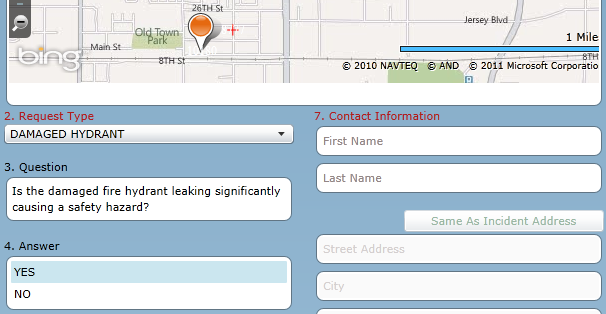 26TH St
Jersey Blvd
Old Town
Park
Main St
1 Mile
bing
8TH St
8TH
© 2010 NAVTEQ © AND © 2011 Microsoft Corporatio
2. Request Type
DAMAGED HYDRANT
3. Question
Is the damaged fire hydrant leaking significantly
causing a safety hazard?
4. Answer
YES
NO
7. Contact Information
First Name
Last Name
Same As Incident Address
Street Address
City